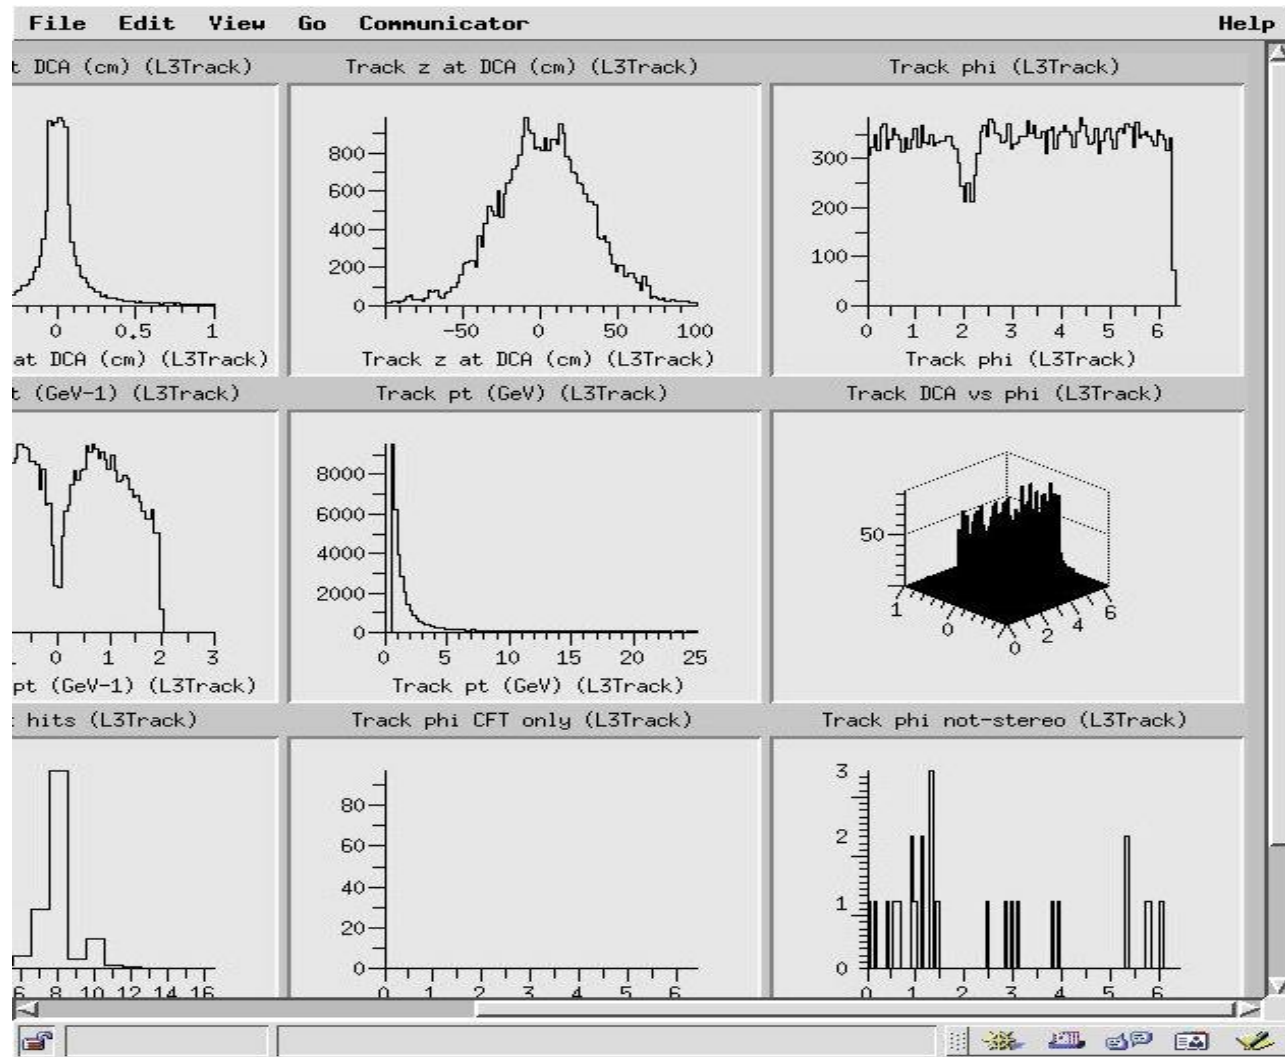 File Edit View Go Communicator Help
t DCA (cm) (L3Track) Track z at DCA (cm) (L3Track) Track phi (L3Track)
800
600
400
200
0
300
200
100
0
0 0.5 1
-50 0 50 100
0 1 2 3 4 5 6
at DCA (cm) (L3Track) Track z at DCA (cm) (L3Track) Track phi (L3Track)
t (GeV-1) (L3Track) Track pt (GeV) (L3Track) Track DCA vs phi (L3Track)
8000
6000
4000
2000
0
50
1 0 0 2 4 6
0 1 2 3
0 5 10 15 20 25
pt (GeV-1) (L3Track) Track pt (GeV) (L3Track)
hits (L3Track) Track phi CFT only (L3Track) Track phi not-stereo (L3Track)
80
60
40
20
0
3
2
1
0
6 8 10 12 14 16
0 1 2 3 4 5 6
0 1 2 3 4 5 6